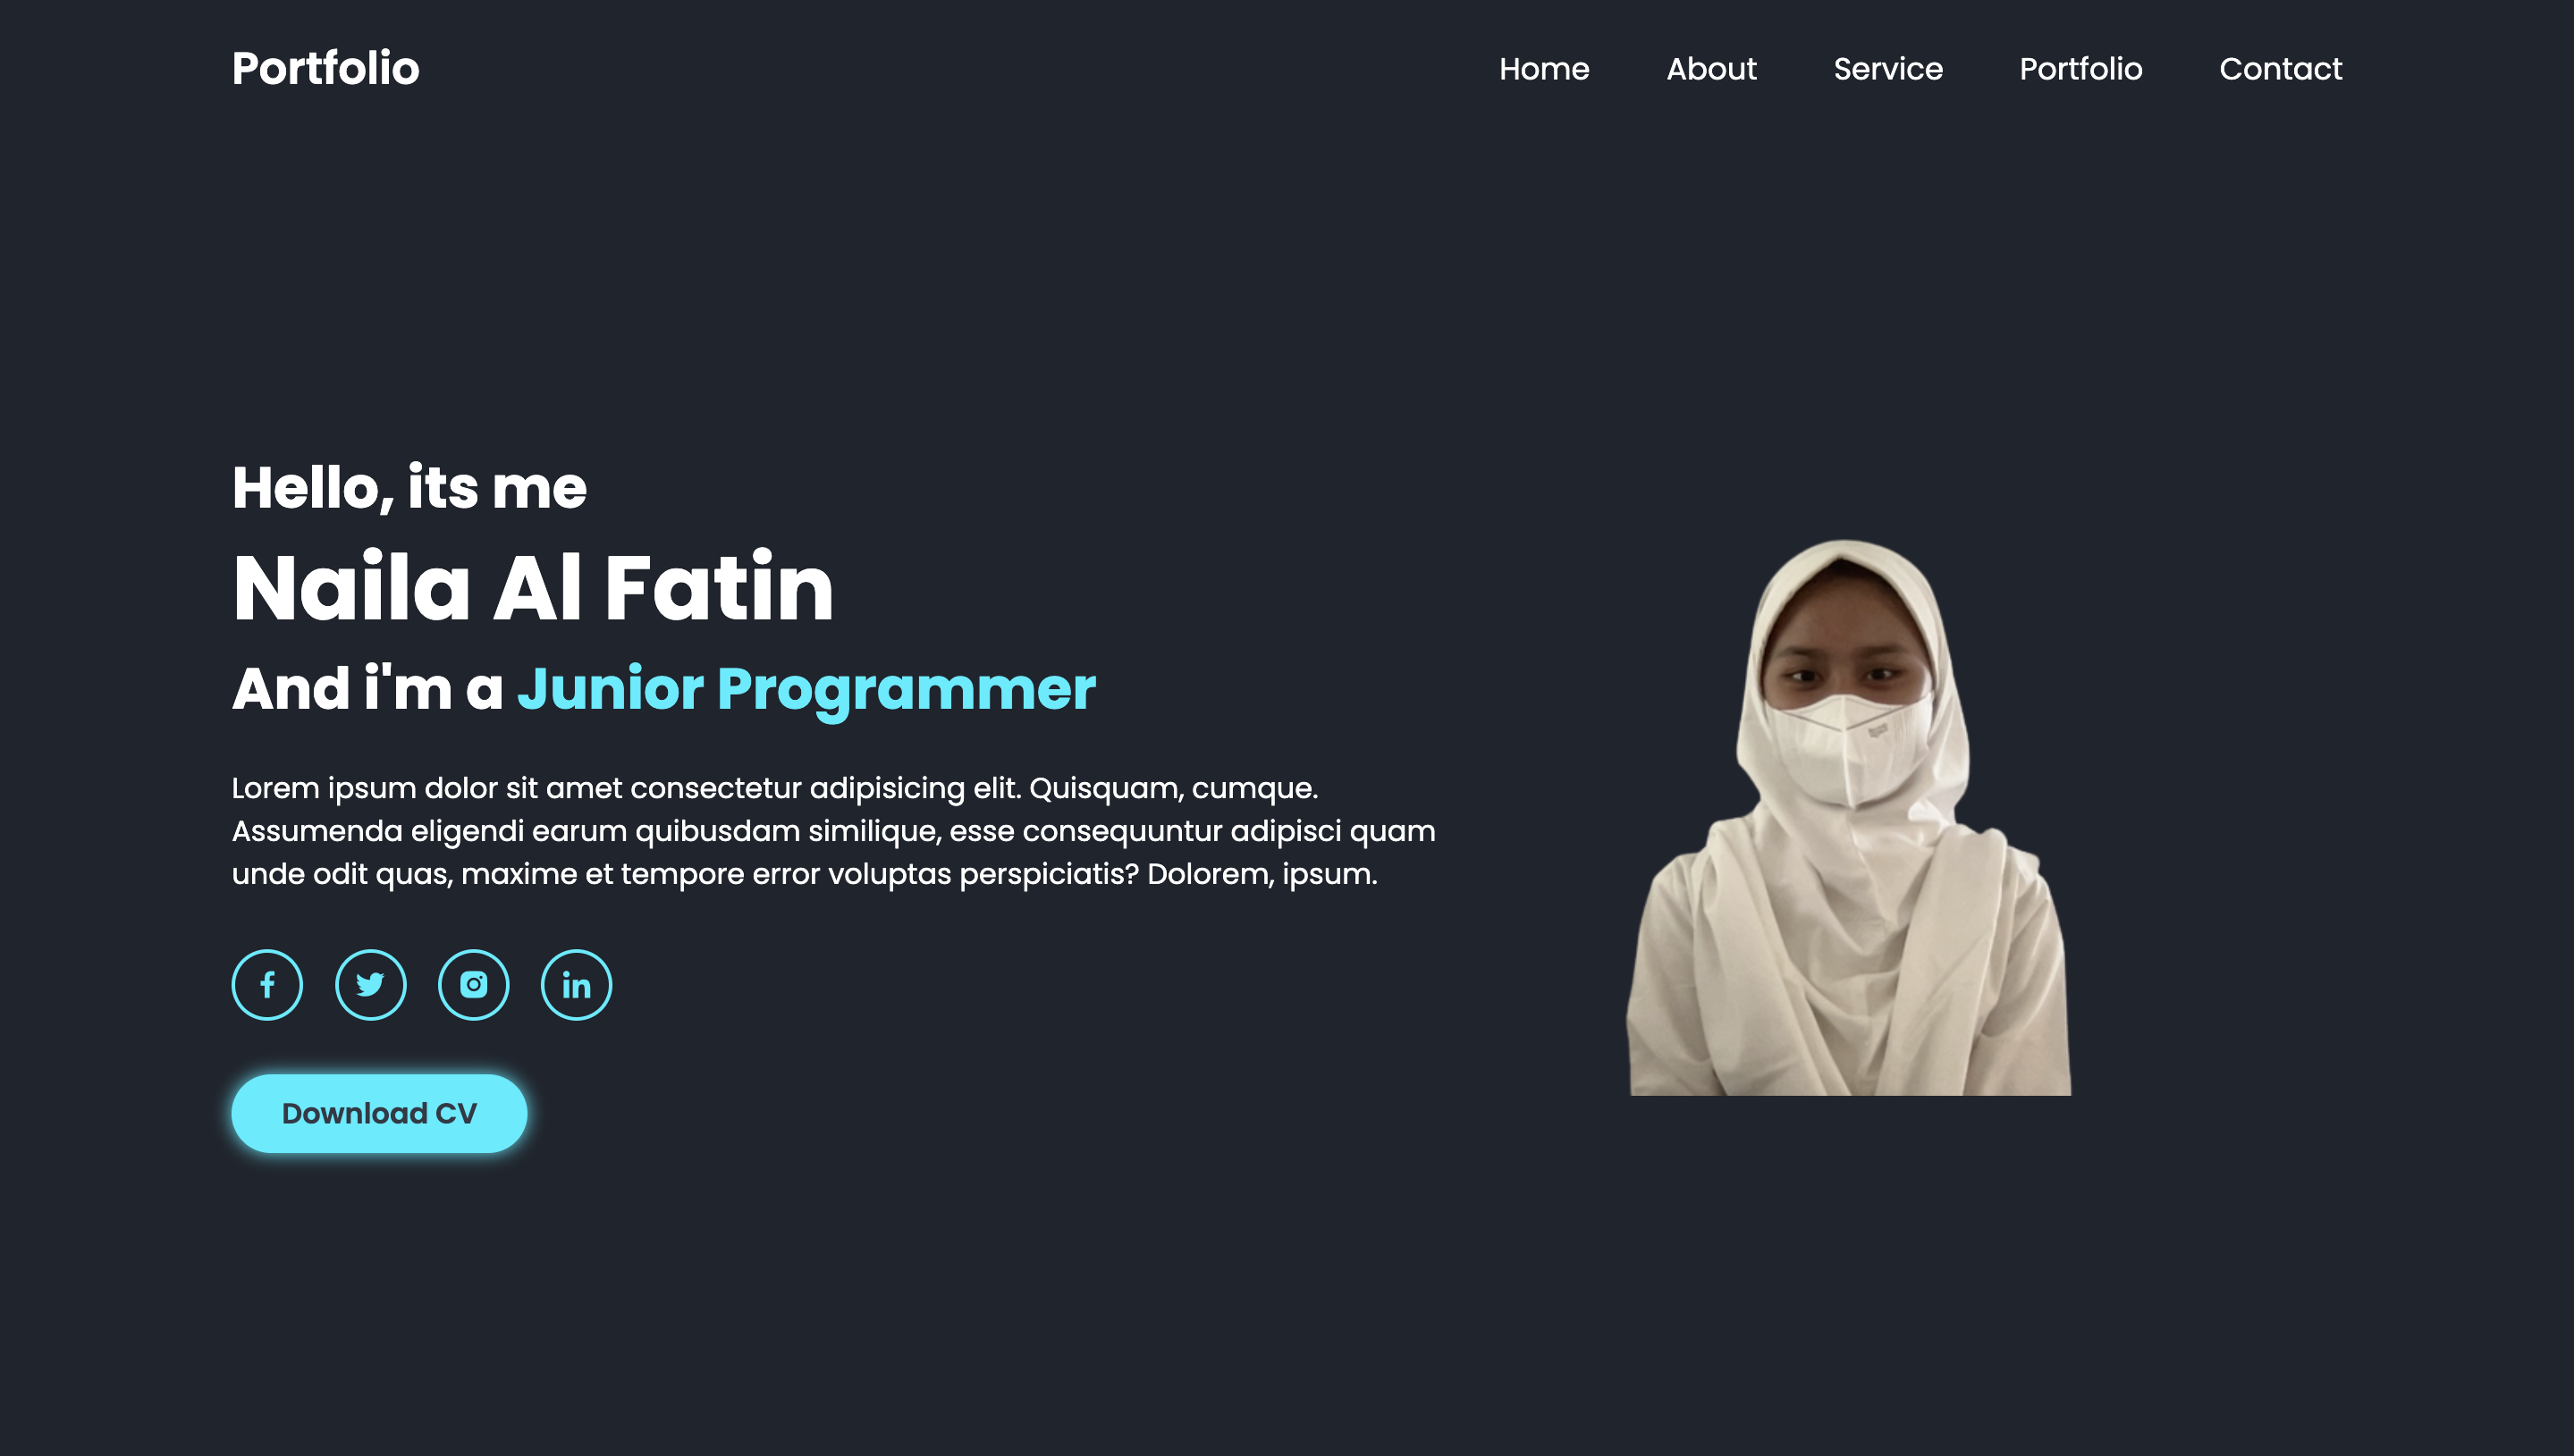 Portfolio
Home
About
Service
Portfolio
Contact
Hello, its me
Naila Al Fatin
And i'm a Junior Programmer
Lorem ipsum dolor sit amet consectetur adipisicing elit. Quisquam, cumque.
Assumenda eligendi earum quibusdam similique, esse consequuntur adipisci quam
unde odit quas, maxime et tempore error voluptas perspiciatis? Dolorem, ipsum.
Download CV